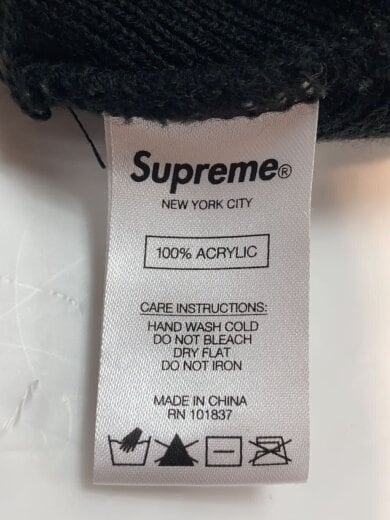 Supreme®
NEW YORK CITY
100% ACRYLIC
CARE INSTRUCTIONS:
HAND WASH COLD
DO NOT BLEACH
DRY FLAT
DO NOT IRON
MADE IN CHINA
RN 101837